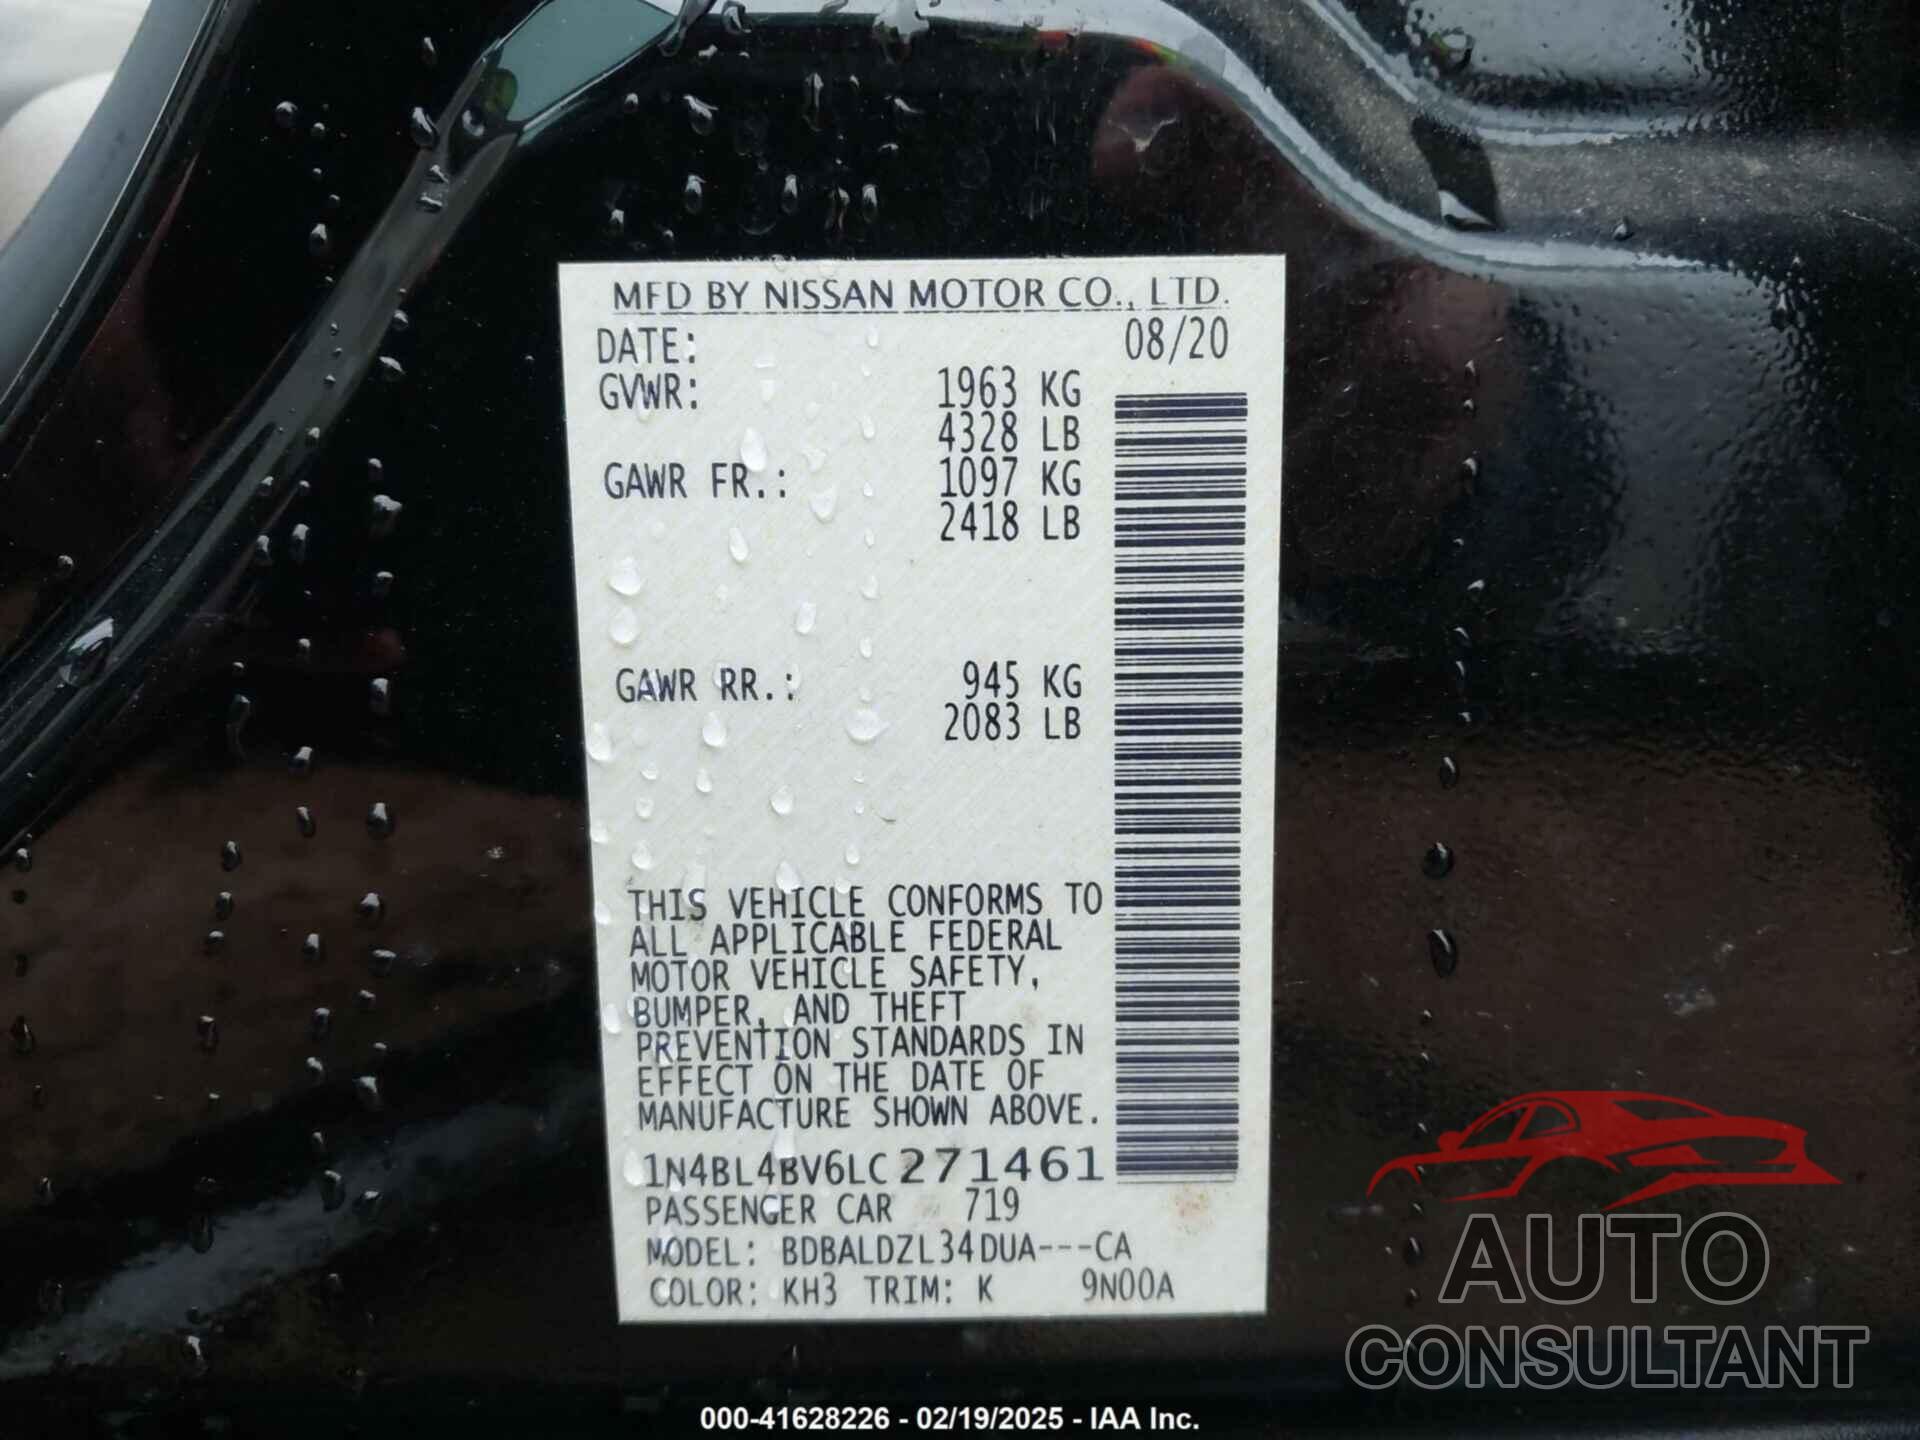 MFD BY NISSAN MOTOR CO., LTD.
DATE: 08/20
GVWR: 1963 KG
4328 LB
GAWR FR.: 1097 KG
2418 LB
GAWR RR.: 945 KG
2083 LB
THIS VEHICLE CONFORMS TO
ALL APPLICABLE FEDERAL
MOTOR VEHICLE SAFETY,
BUMPER, AND THEFT
PREVENTION STANDARDS IN
EFFECT ON THE DATE OF
MANUFACTURE SHOWN ABOVE.
1N4BL4BV6LC271461
PASSENGER CAR 719
MODEL: BDBALDZL34DUA---CA
COLOR: KH3 TRIM: K 9N00A
AUTO
CONSULTANT
000-41628226 - 02/19/2025 - IAA Inc.